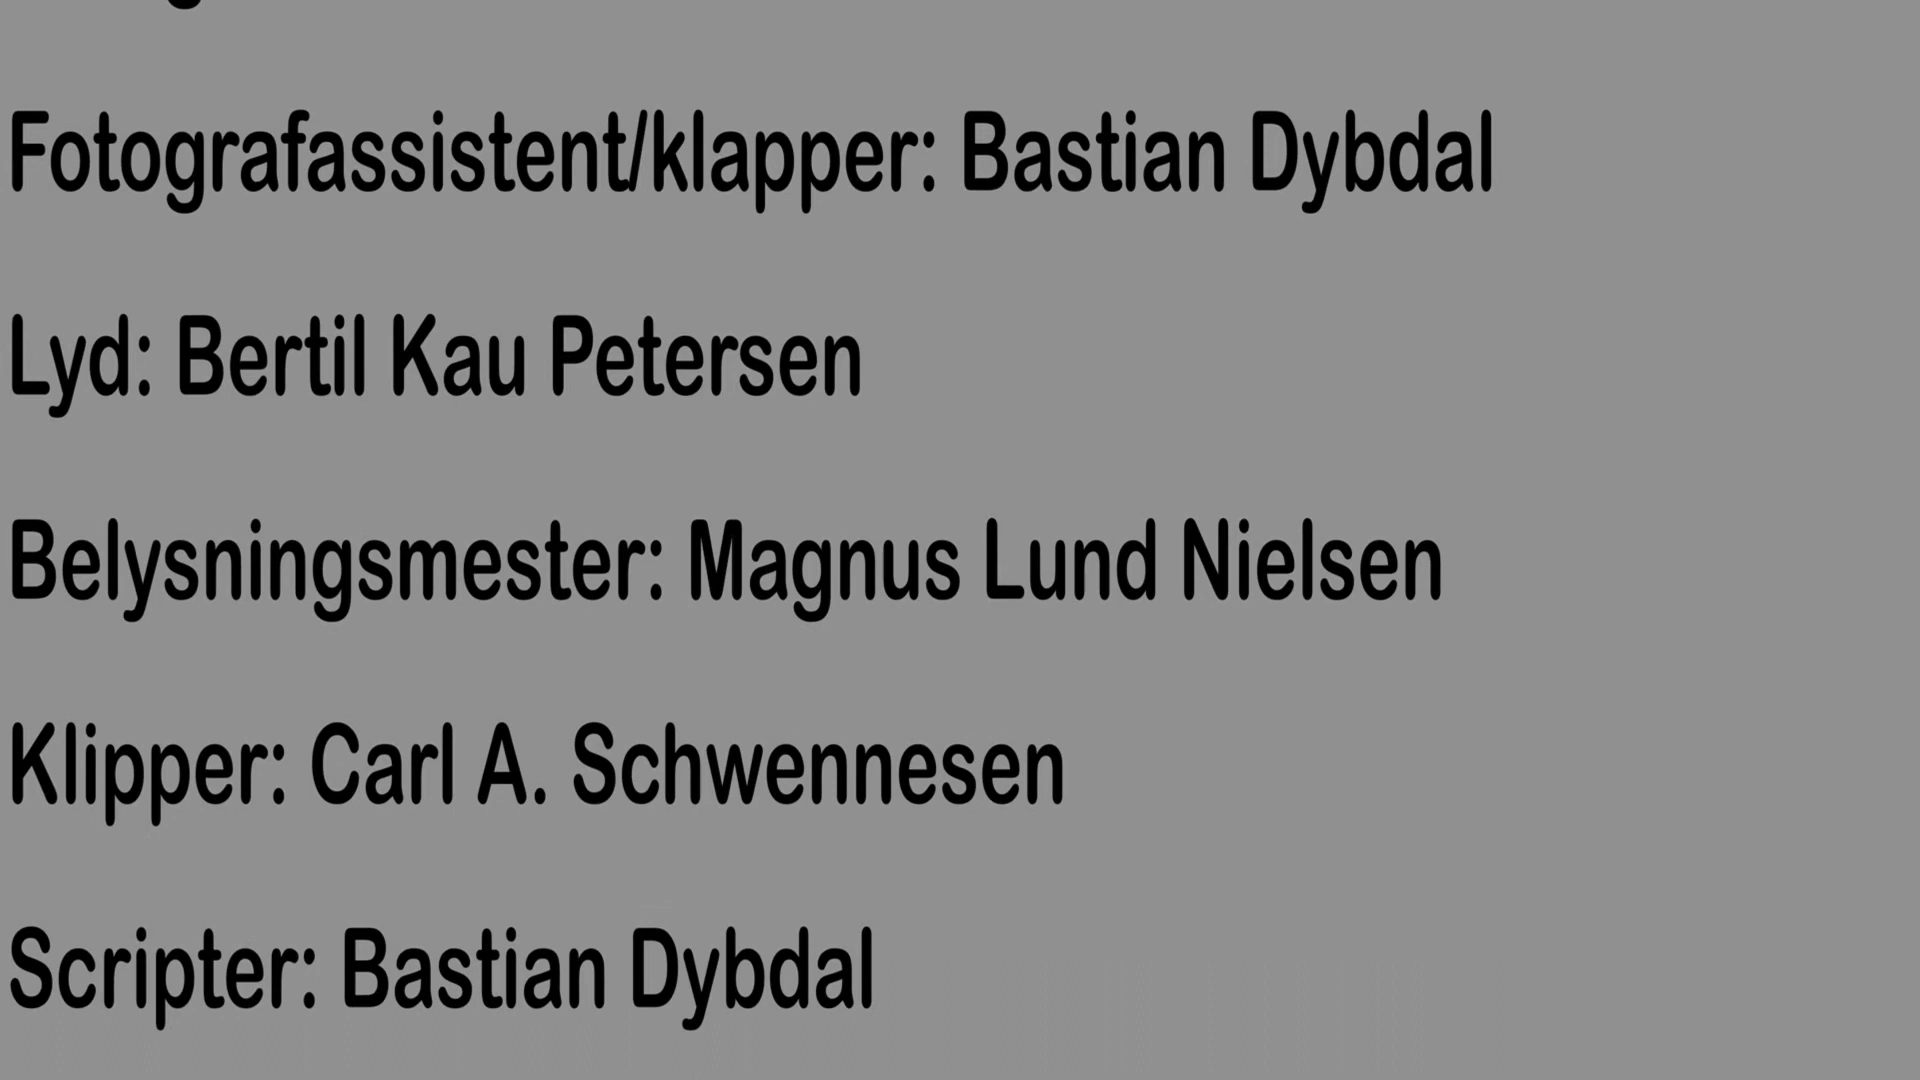 Fotografassistent/klapper: Bastian Dybdal
Lyd: Bertil Kau Petersen
Belysningsmester: Magnus Lund Nielsen
Klipper: Carl A. Schwennesen
Scripter: Bastian Dybdal